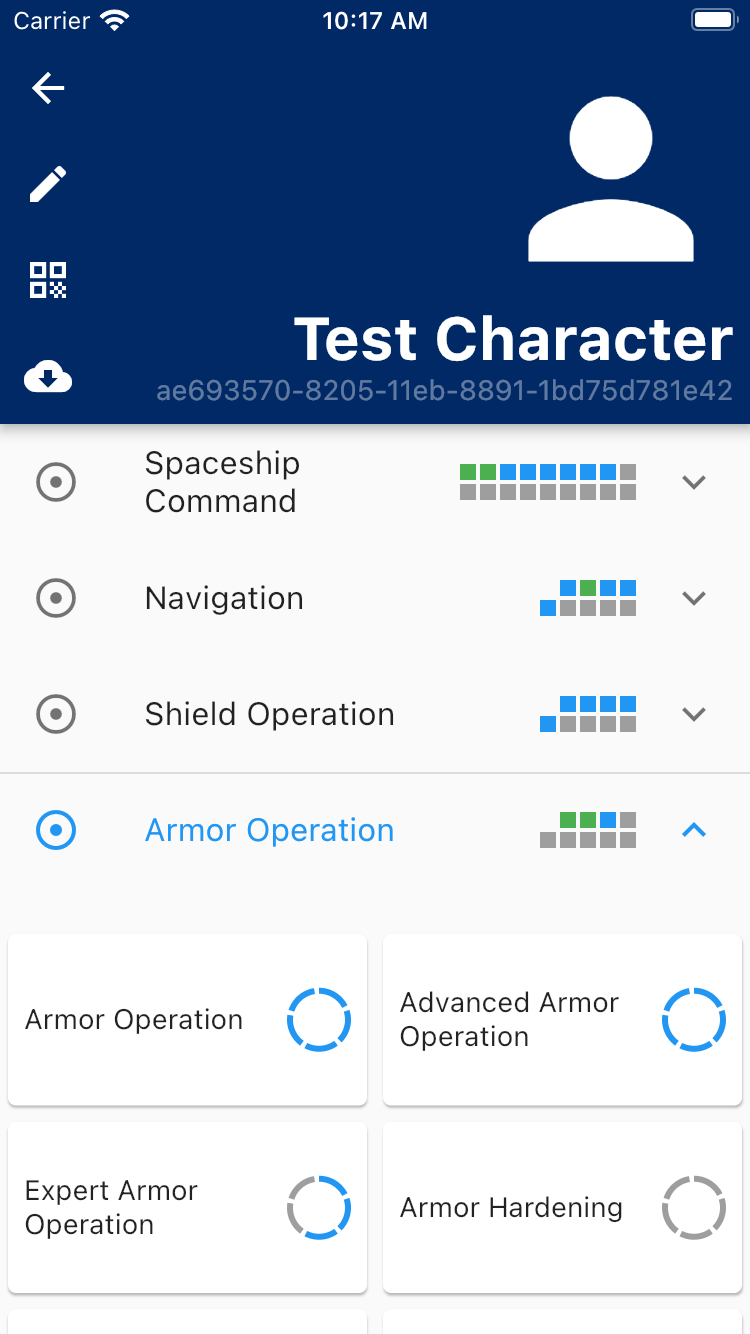 Carrier 10:17 AM
Test Character
ae693570-8205-11eb-8891-1bd75d781e42
Spaceship
Command
Navigation
Shield Operation
Armor Operation
Armor Operation
Advanced Armor
Operation
Expert Armor
Operation
Armor Hardening